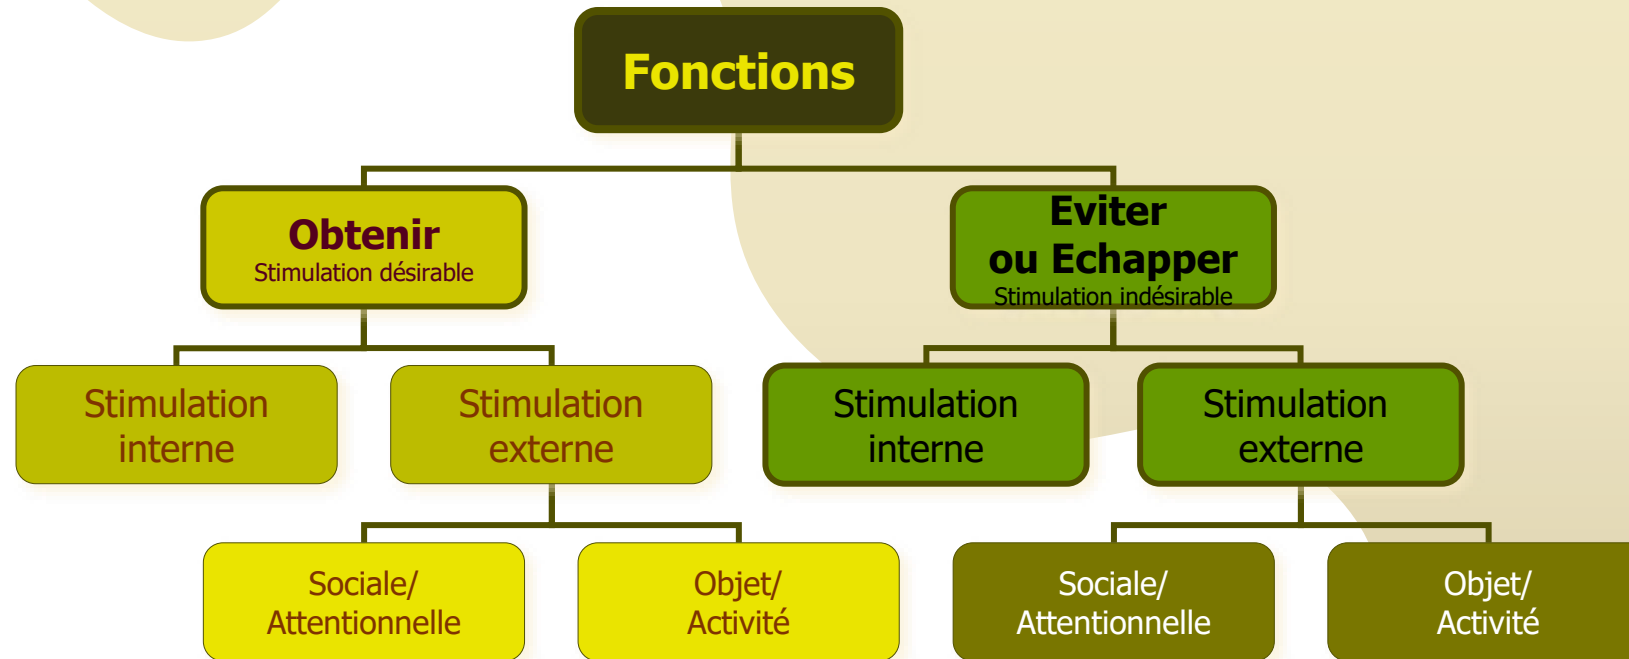 Fonctions
Obtenir
Stimulation désirable
Eviter
ou Echapper
Stimulation indésirable
Stimulation
interne
Stimulation
externe
Stimulation
interne
Stimulation
externe
Sociale/
Attentionnelle
Objet/
Activité
Sociale/
Attentionnelle
Objet/
Activité